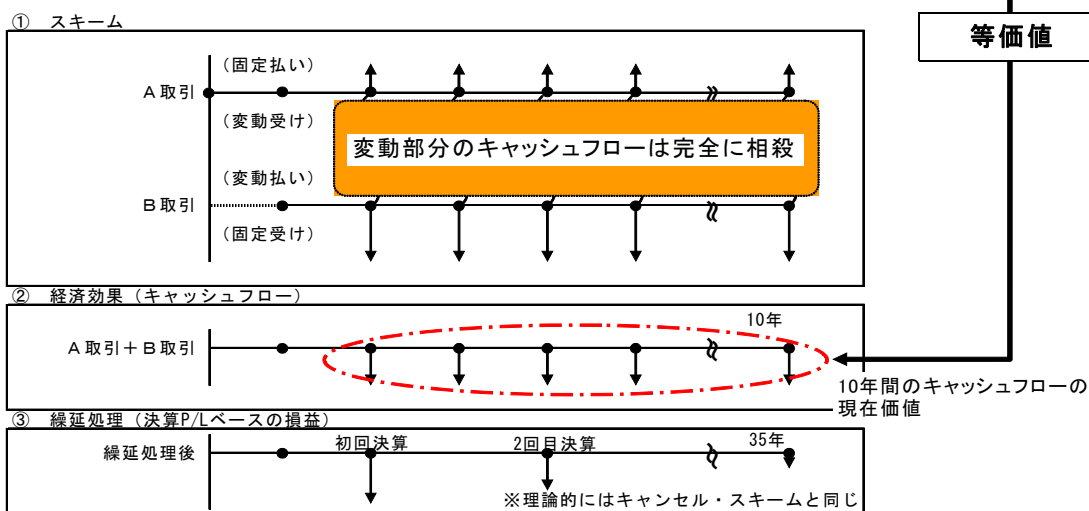 ① スキーム
等価値
(固定払い)
A取引
(変動受け)
変動部分のキャッシュフローは完全に相殺
(変動払い)
B取引
(固定受け)
② 経済効果(キャッシュフロー)
10年
A取引+B取引
10年間のキャッシュフローの
現在価値
③ 繰延処理(決算P/Lベースの損益)
初回決算 2回目決算 35年
繰延処理後
※理論的にはキャンセル・スキームと同じ